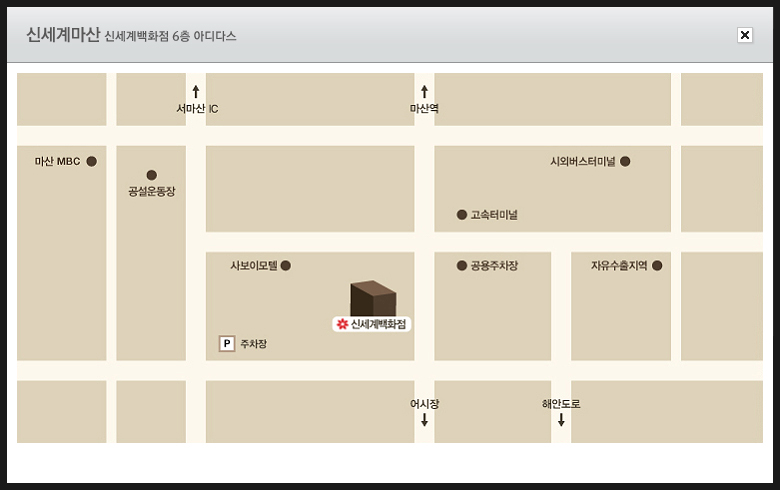 신세계마산 신세계백화점 6층 아디다스
서마산 IC
마산역
마산 MBC
시외버스터미널
공설운동장
고속터미널
사보이모텔
공용주차장
자유수출지역
신세계백화점
P 주차장
어시장
해안도로